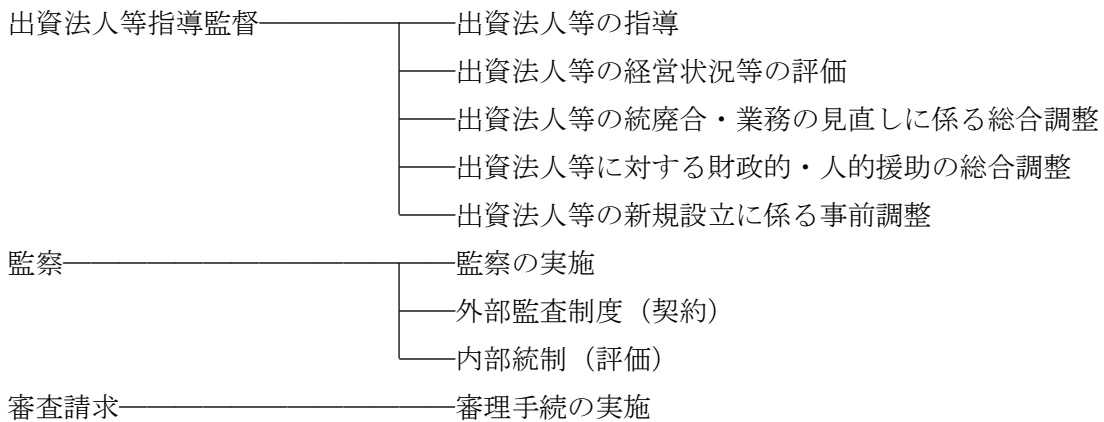 出資法人等指導監督 出資法人等の指導
出資法人等の経営状況等の評価
出資法人等の統廃合・業務の見直しに係る総合調整
出資法人等に対する財政的・人的援助の総合調整
出資法人等の新規設立に係る事前調整
監察 監察の実施
外部監査制度（契約）
内部統制（評価）
審査請求 審理手続の実施